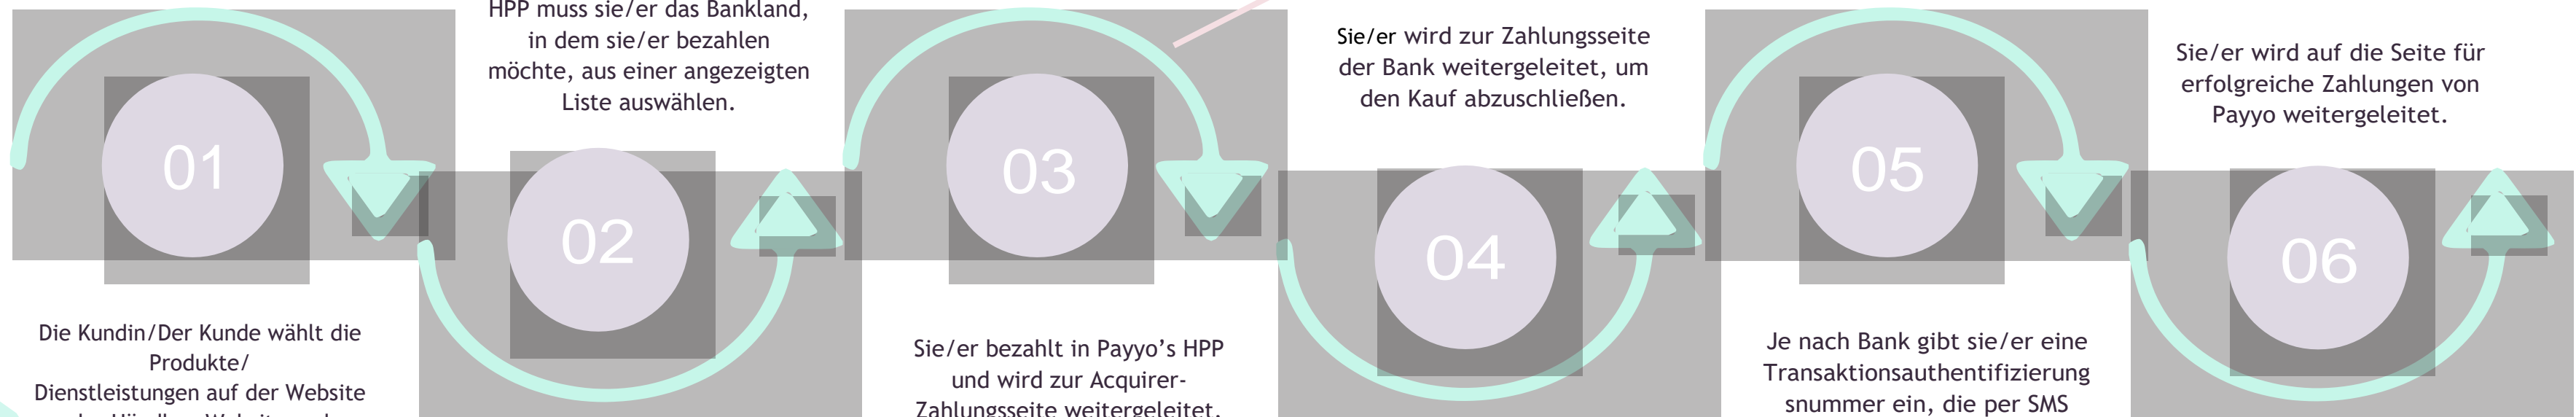 01
Die Kundin/Der Kunde wählt die
Produkte/
Dienstleistungen auf der Website
HPP muss sie/er das Bankland,
in dem sie/er bezahlen
möchte, aus einer angezeigten
Liste auswählen.
02
03
Sie/er bezahlt in Payyo’s HPP
und wird zur Acquirer-
Zahlungsseite weitergeleitet.
Sie/er wird zur Zahlungsseite
der Bank weitergeleitet, um
den Kauf abzuschließen.
04
05
Je nach Bank gibt sie/er eine
Transaktionsauthentifizierung
snummer ein, die per SMS
Sie/er wird auf die Seite für
erfolgreiche Zahlungen von
Payyo weitergeleitet.
06